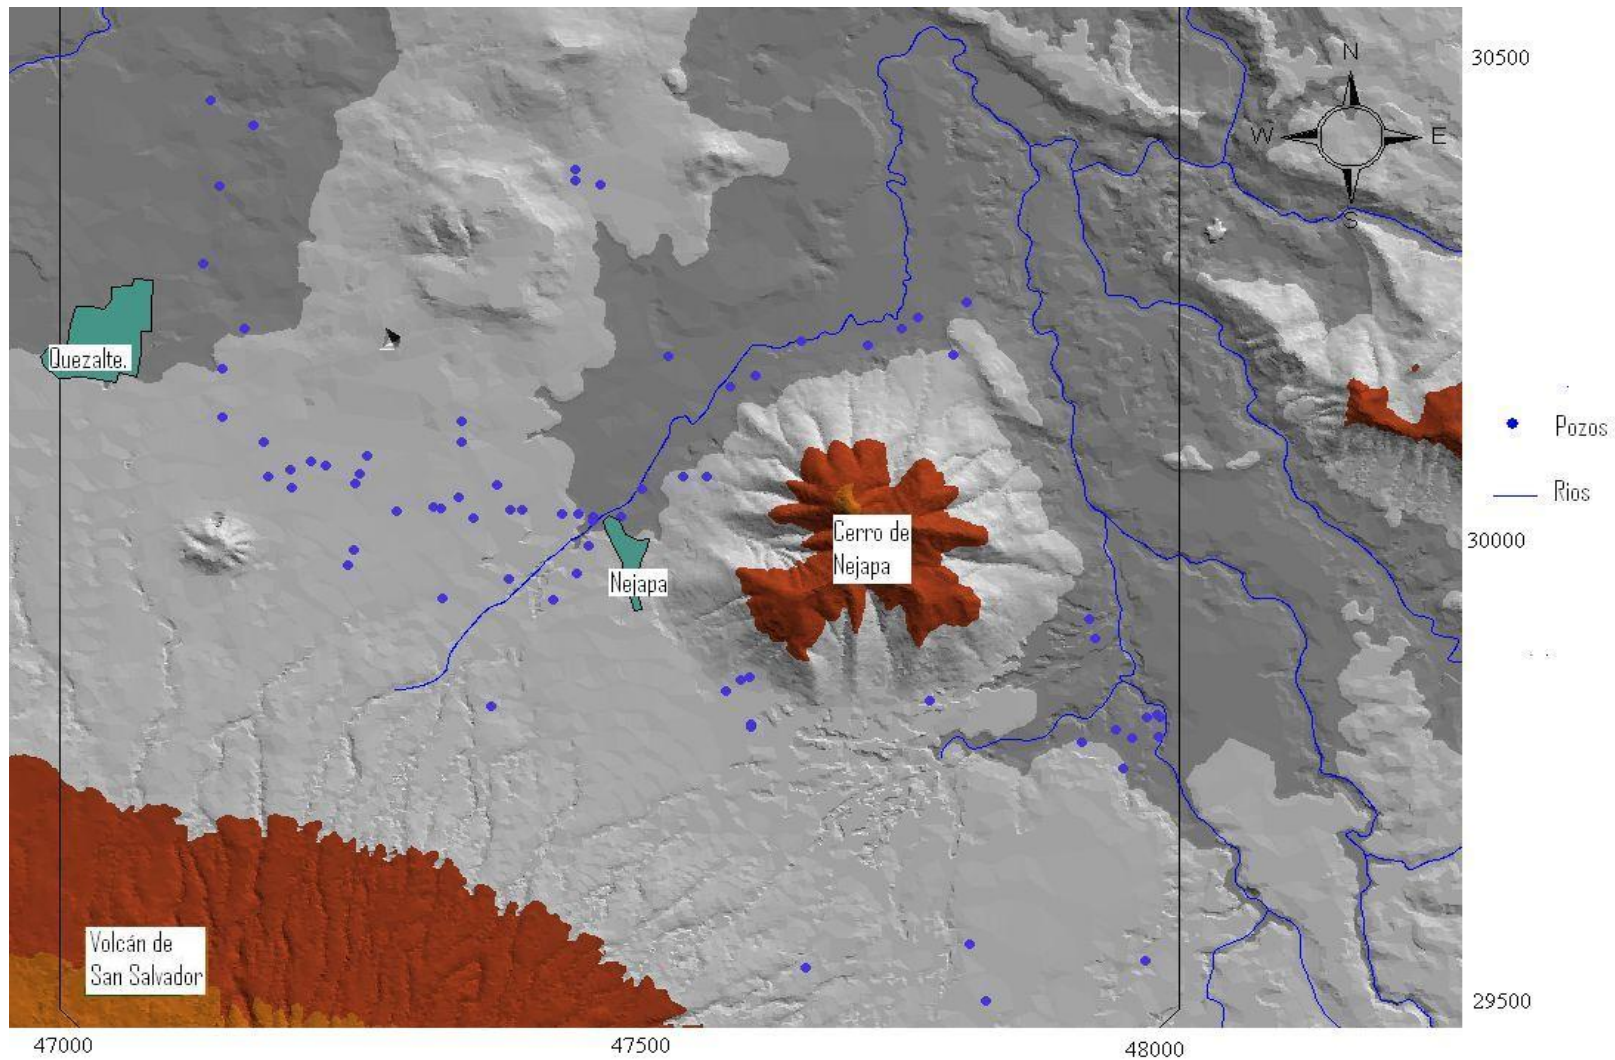 30500
N
W
E
S
Quezalte.
Pozos
Rios
Cerro de
Nejapa
30000
Nejapa
Volcán de
San Salvador
29500
47000
47500
48000